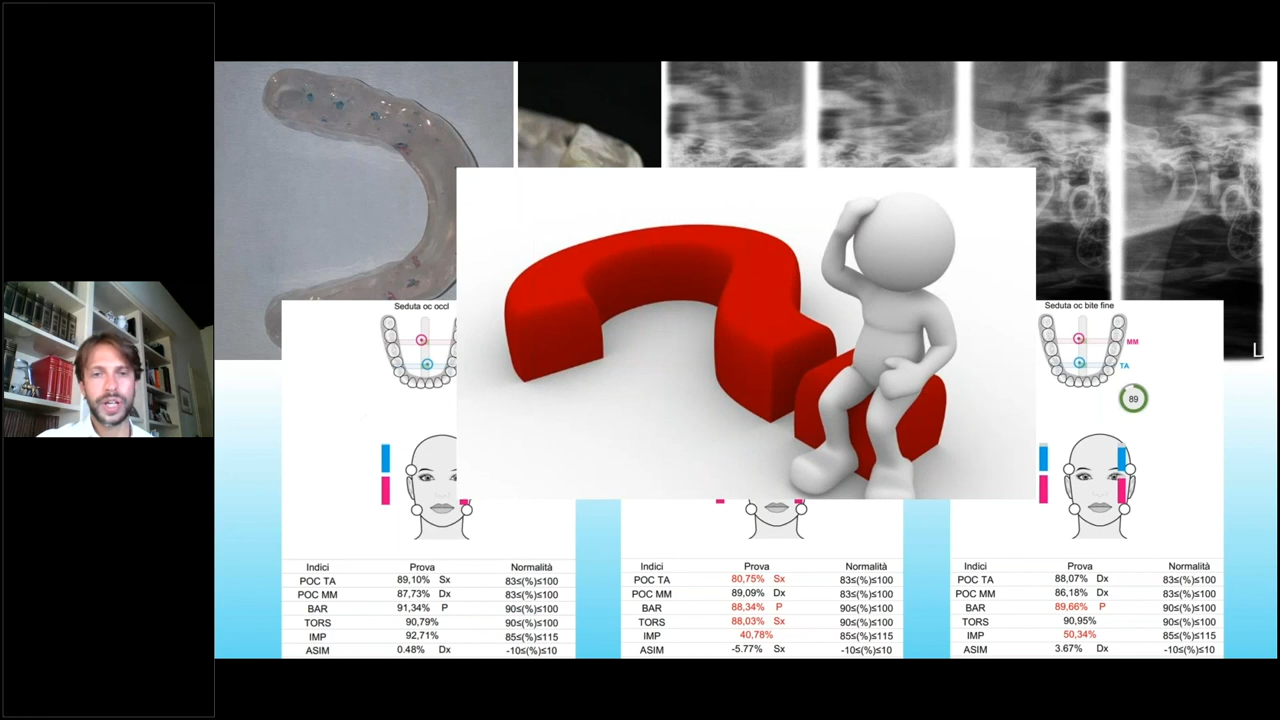 L
Seduta oc occl
Seduta oc bite fine
MM
TA
89
Indici Prova Normalità
POC TA 89,10% Sx 83≤(%)≤100
POC MM 87,73% Dx 83≤(%)≤100
BAR 91,34% P 90≤(%)≤100
TORS 90,79% 90≤(%)≤100
IMP 92,71% 85≤(%)≤115
ASIM 0.48% Dx -10≤(%)≤10
Indici Prova Normalità
POC TA 80,75% Sx 83≤(%)≤100
POC MM 89,09% Dx 83≤(%)≤100
BAR 88,34% P 90≤(%)≤100
TORS 88,03% Sx 90≤(%)≤100
IMP 40,78% 85≤(%)≤115
ASIM -5.77% Sx -10≤(%)≤10
Indici Prova Normalità
POC TA 88,07% Dx 83≤(%)≤100
POC MM 86,18% Dx 83≤(%)≤100
BAR 89,66% P 90≤(%)≤100
TORS 90,95% 90≤(%)≤100
IMP 50,34% 85≤(%)≤115
ASIM 3.67% Dx -10≤(%)≤10